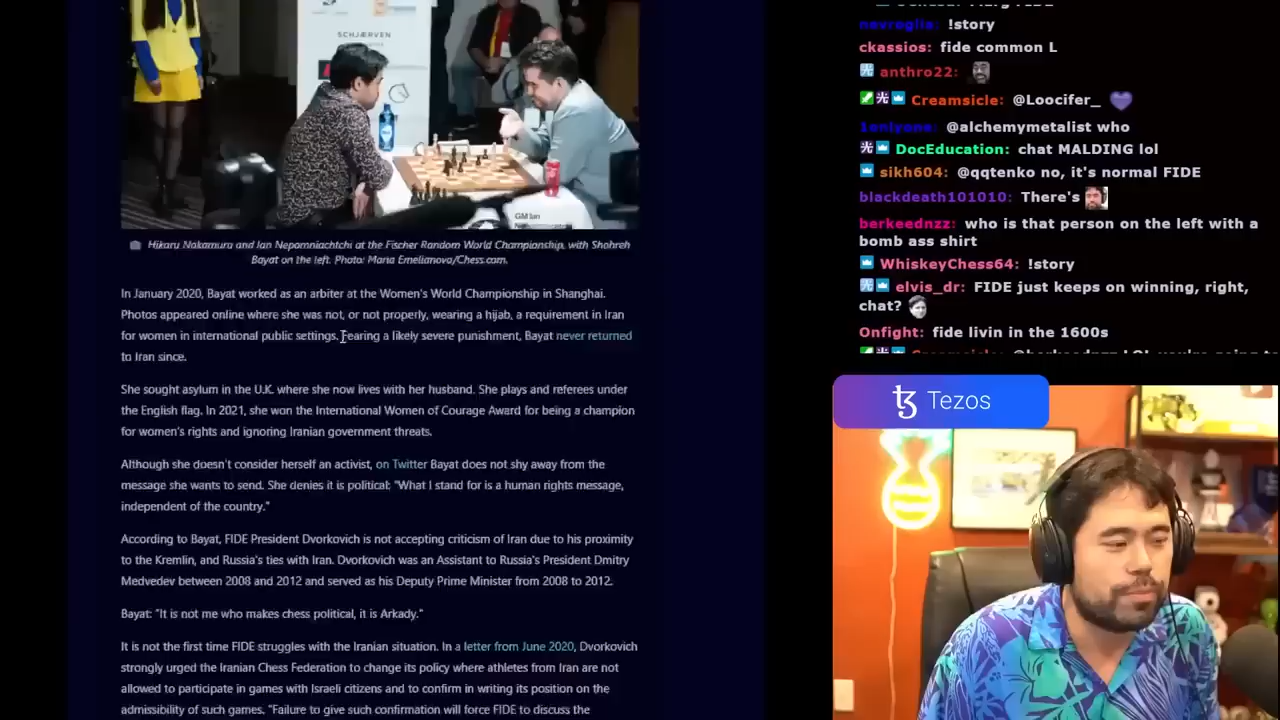 SCHJÆRVEN
GM Ian
Hikaru Nakamura and Ian Nepomniachtchi at the Fischer Random World Championship, with Shohreh
Bayat on the left. Photo: Maria Emelianova/Chess.com.
In January 2020, Bayat worked as an arbiter at the Women's World Championship in Shanghai.
Photos appeared online where she was not, or not properly, wearing a hijab, a requirement in Iran
for women in international public settings. Fearing a likely severe punishment, Bayat never returned
to Iran since.
She sought asylum in the U.K. where she now lives with her husband. She plays and referees under
the English flag. In 2021, she won the International Women of Courage Award for being a champion
for women's rights and ignoring Iranian government threats.
Although she doesn't consider herself an activist, on Twitter Bayat does not shy away from the
message she wants to send. She denies it is political: "What I stand for is a human rights message,
independent of the country."
According to Bayat, FIDE President Dvorkovich is not accepting criticism of Iran due to his proximity
to the Kremlin, and Russia's ties with Iran. Dvorkovich was an Assistant to Russia's President Dmitry
Medvedev between 2008 and 2012 and served as his Deputy Prime Minister from 2008 to 2012.
Bayat: "It is not me who makes chess political, it is Arkady."
It is not the first time FIDE struggles with the Iranian situation. In a letter from June 2020, Dvorkovich
strongly urged the Iranian Chess Federation to change its policy where athletes from Iran are not
allowed to participate in games with Israeli citizens and to confirm in writing its position on the
admissibility of such games. "Failure to give such confirmation will force FIDE to discuss the
nevroglia: !story
ckassios: fide common L
anthro22:
Creamsicle: @Loocifer_
1onlyone: @alchemymetalist who
DocEducation: chat MALDING lol
sikh604: @qqtenko no, it's normal FIDE
blackdeath101010: There's
berkeednzz: who is that person on the left with a
bomb ass shirt
WhiskeyChess64: !story
elvis_dr: FIDE just keeps on winning, right,
chat?
Onfight: fide livin in the 1600s
Tezos